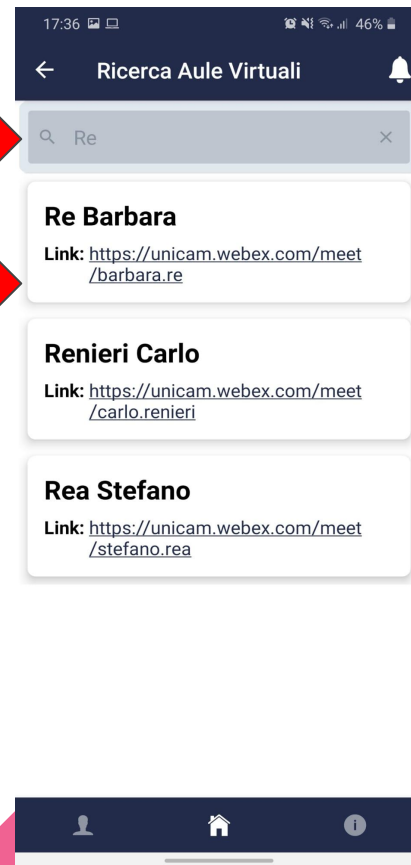 17:36 46%
Ricerca Aule Virtuali
Re
Re Barbara
Link: https://unicam.webex.com/meet
/barbara.re
Renieri Carlo
Link: https://unicam.webex.com/meet
/carlo.renieri
Rea Stefano
Link: https://unicam.webex.com/meet
/stefano.rea